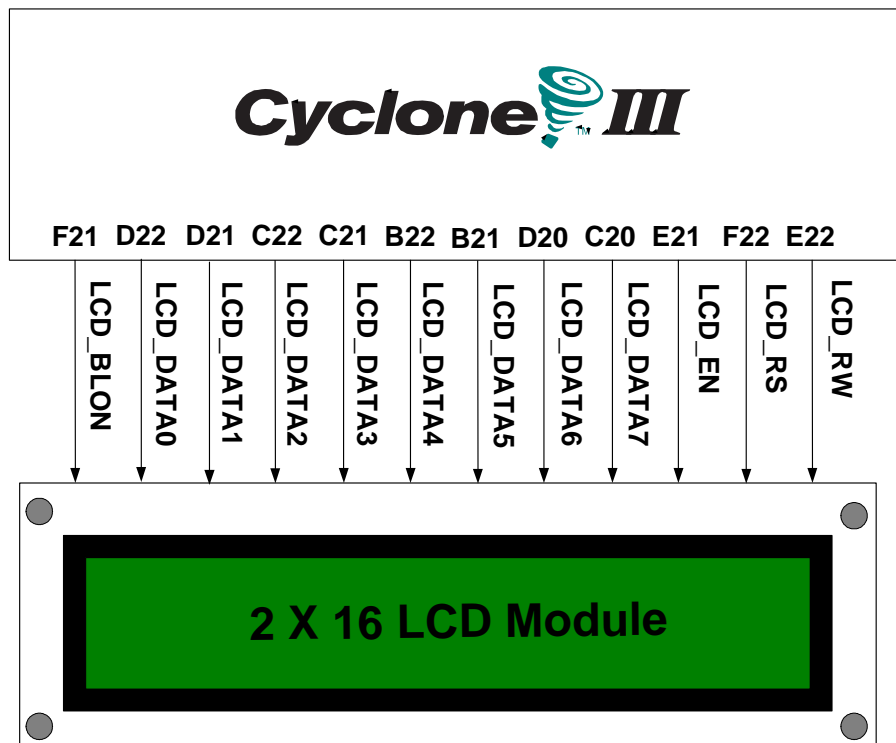 Cyclone III
TM
F21 D22 D21 C22 C21 B22 B21 D20 C20 E21 F22 E22
LCD_BLON
LCD_DATA0
LCD_DATA1
LCD_DATA2
LCD_DATA3
LCD_DATA4
LCD_DATA5
LCD_DATA6
LCD_DATA7
LCD_EN
LCD_RS
LCD_RW
2 X 16 LCD Module